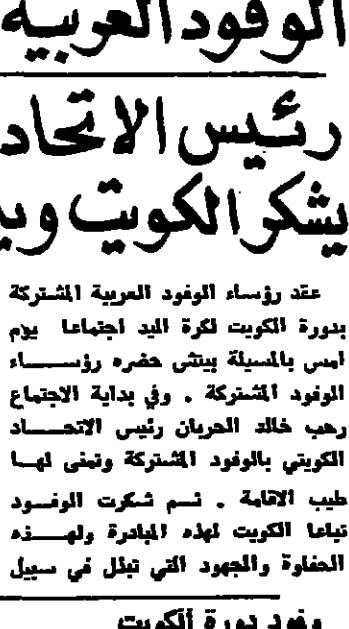 الوفود العربية
رئيس الاتحاد
يشكر الكويت
عقد رؤساء الوفود العربية المشتركة
بدورة الكويت لكرة اليد اجتماعا يوم
امس بالمسيلة بيتش حضره رؤساء
الوفود المشتركة . وفي بداية الاجتماع
رحب خالد الحربان رئيس الاتحاد
الكويتي بالوفود المشتركة وتمنى لها
طيب الاقامة . ثم شكرت الوفود
تباعا الكويت لهذه المبادرة ولهذه
الحفاوة والجهود التي تبذل في سبيل
وفود دورة الكويت